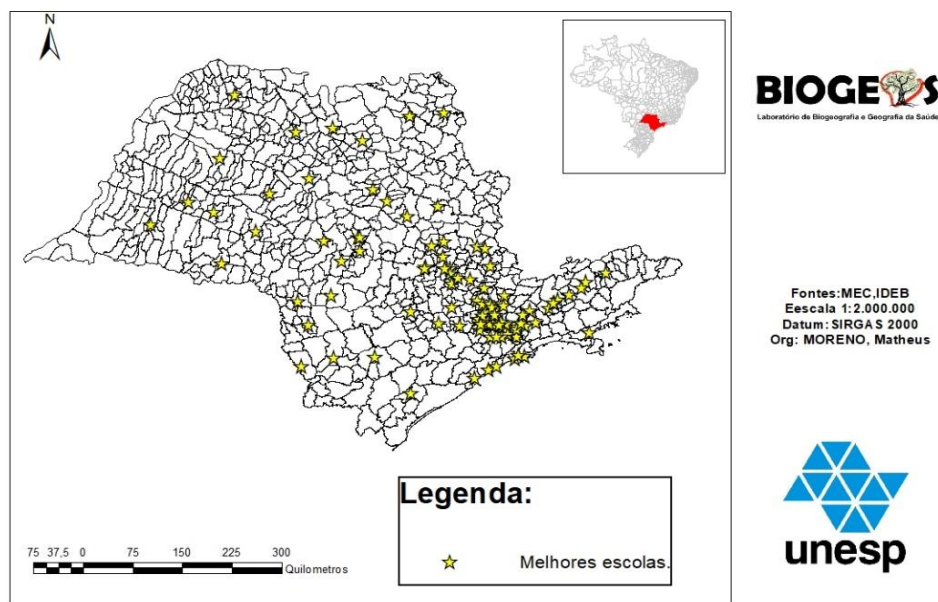 N
BIOGEOS
Laboratório de Biogeografia e Geografia da Saúde
Fontes:MEC,IDEB
Eescala 1:2.000.000
Datum: SIRGAS 2000
Org: MORENO, Matheus
Legenda:
Melhores escolas.
75 37,5 0 75 150 225 300
Quilometros
unesp